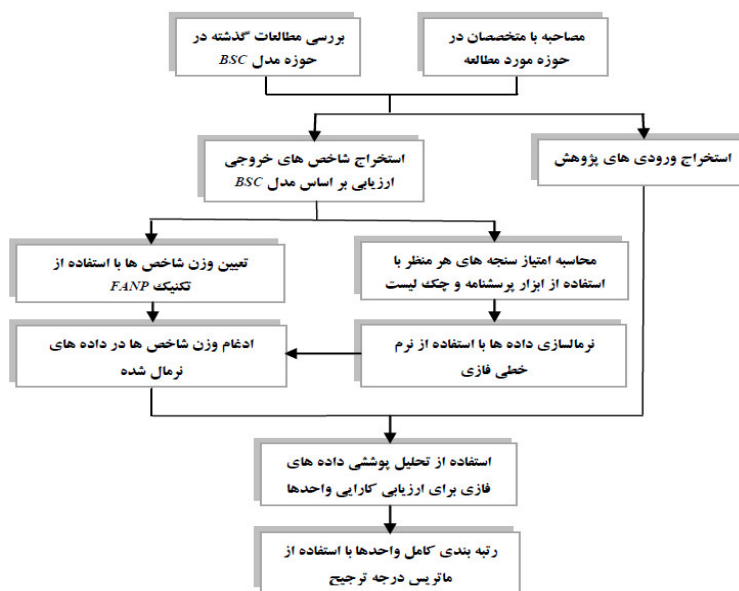 مصاحبه با متخصصان در
حوزه مورد مطالعه
بررسی مطالعات گذشته در
حوزه مدل BSC
استخراج ورودی های پژوهش
استخراج شاخص های خروجی
ارزیابی بر اساس مدل BSC
محاسبه امتیاز سنجه های هر منظر با
استفاده از ابزار پرسشنامه و چک لیست
تعیین وزن شاخص ها با استفاده از
تکنیک FANP
نرمالسازی داده ها با استفاده از نرم
خطی فازی
ادغام وزن شاخص ها در داده های
نرمال شده
استفاده از تحلیل پوششی داده های
فازی برای ارزیابی کارایی واحدها
رتبه بندی کامل واحدها با استفاده از
ماتریس درجه ترجیح